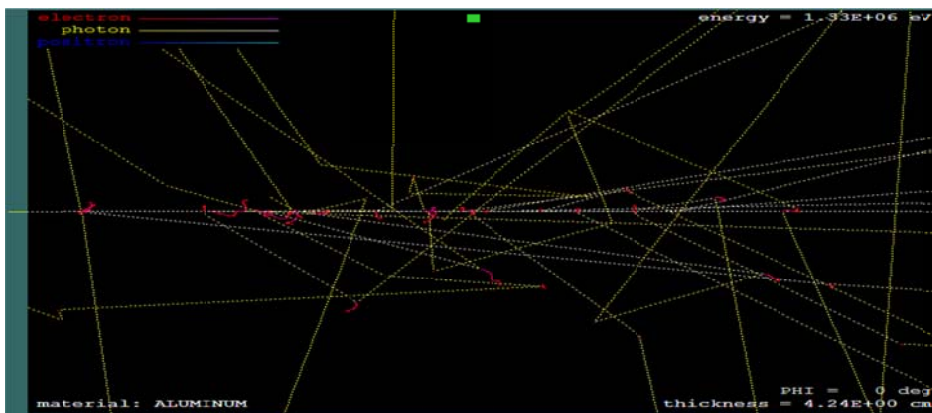 electron
photon
positron
energy = 1.33E+06 eV
material: ALUMINUM
PHI = 0 deg
thickness = 4.24E+00 cm